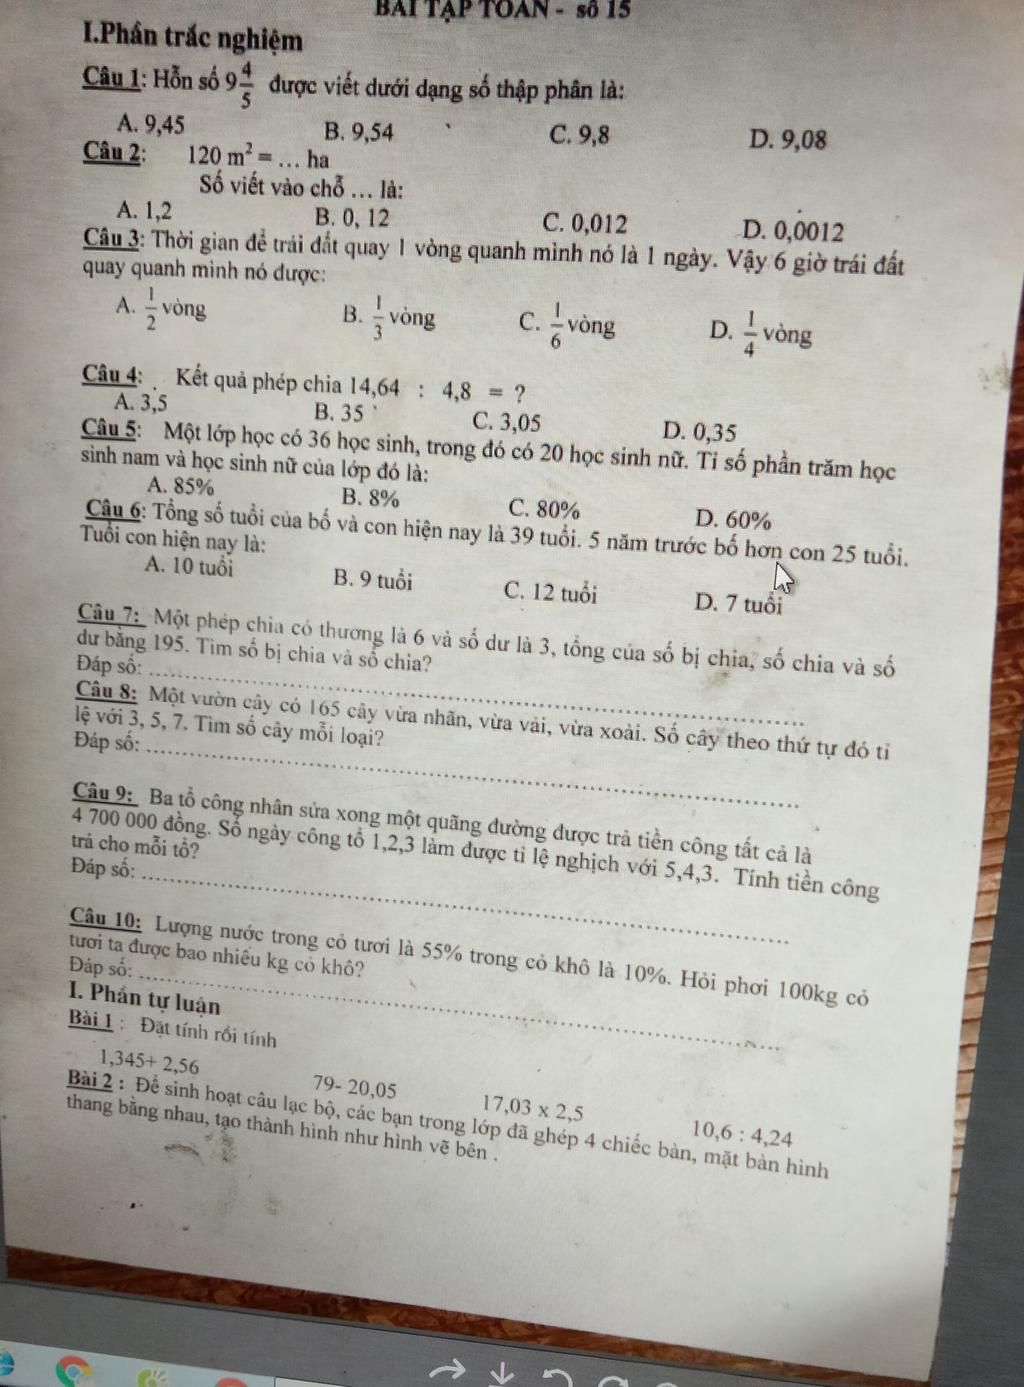 BÀI TẬP TOÁN - số 15
I.Phần trắc nghiệm
Câu 1: Hỗn số 9 4/5 được viết dưới dạng số thập phân là:
A. 9,45 B. 9,54 C. 9,8 D. 9,08
Câu 2: 120 m² = ... ha
Số viết vào chỗ ... là:
A. 1,2 B. 0, 12 C. 0,012 D. 0,0012
Câu 3: Thời gian để trái đất quay 1 vòng quanh mình nó là 1 ngày. Vậy 6 giờ trái đất
quay quanh mình nó được:
A. 1/2 vòng B. 1/3 vòng C. 1/6 vòng D. 1/4 vòng
Câu 4: Kết quả phép chia 14,64 : 4,8 = ?
A. 3,5 B. 35 C. 3,05 D. 0,35
Câu 5: Một lớp học có 36 học sinh, trong đó có 20 học sinh nữ. Tỉ số phần trăm học
sinh nam và học sinh nữ của lớp đó là:
A. 85% B. 8% C. 80% D. 60%
Câu 6: Tổng số tuổi của bố và con hiện nay là 39 tuổi. 5 năm trước bố hơn con 25 tuổi.
Tuổi con hiện nay là:
A. 10 tuổi B. 9 tuổi C. 12 tuổi D. 7 tuổi
Câu 7: Một phép chia có thương là 6 và số dư là 3, tổng của số bị chia, số chia và số
dư bằng 195. Tìm số bị chia và số chia?
Đáp số: ........................................................................
Câu 8: Một vườn cây có 165 cây vừa nhãn, vừa vải, vừa xoài. Số cây theo thứ tự đó tỉ
lệ với 3, 5, 7. Tìm số cây mỗi loại?
Đáp số: ........................................................................
Câu 9: Ba tổ công nhân sửa xong một quãng đường được trả tiền công tất cả là
4 700 000 đồng. Số ngày công tổ 1,2,3 làm được tỉ lệ nghịch với 5,4,3. Tính tiền công
trả cho mỗi tổ?
Đáp số: ........................................................................
Câu 10: Lượng nước trong cỏ tươi là 55% trong cỏ khô là 10%. Hỏi phơi 100kg cỏ
tươi ta được bao nhiêu kg cỏ khô?
Đáp số: ........................................................................
I. Phần tự luận
Bài 1 : Đặt tính rồi tính
1,345+ 2,56 79- 20,05 17,03 x 2,5 10,6 : 4,24
Bài 2 : Để sinh hoạt câu lạc bộ, các bạn trong lớp đã ghép 4 chiếc bàn, mặt bàn hình
thang bằng nhau, tạo thành hình như hình vẽ bên .